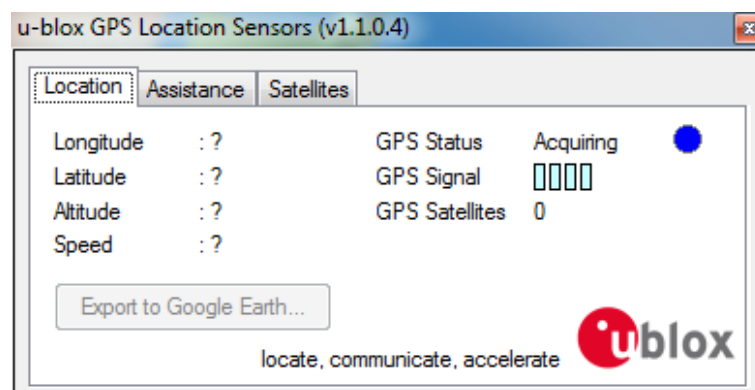 u-blox GPS Location Sensors (v1.1.0.4)
Location Assistance Satellites
Longitude : ? GPS Status Acquiring
Latitude : ? GPS Signal
Altitude : ? GPS Satellites 0
Speed : ?
Export to Google Earth...
locate, communicate, accelerate ublox